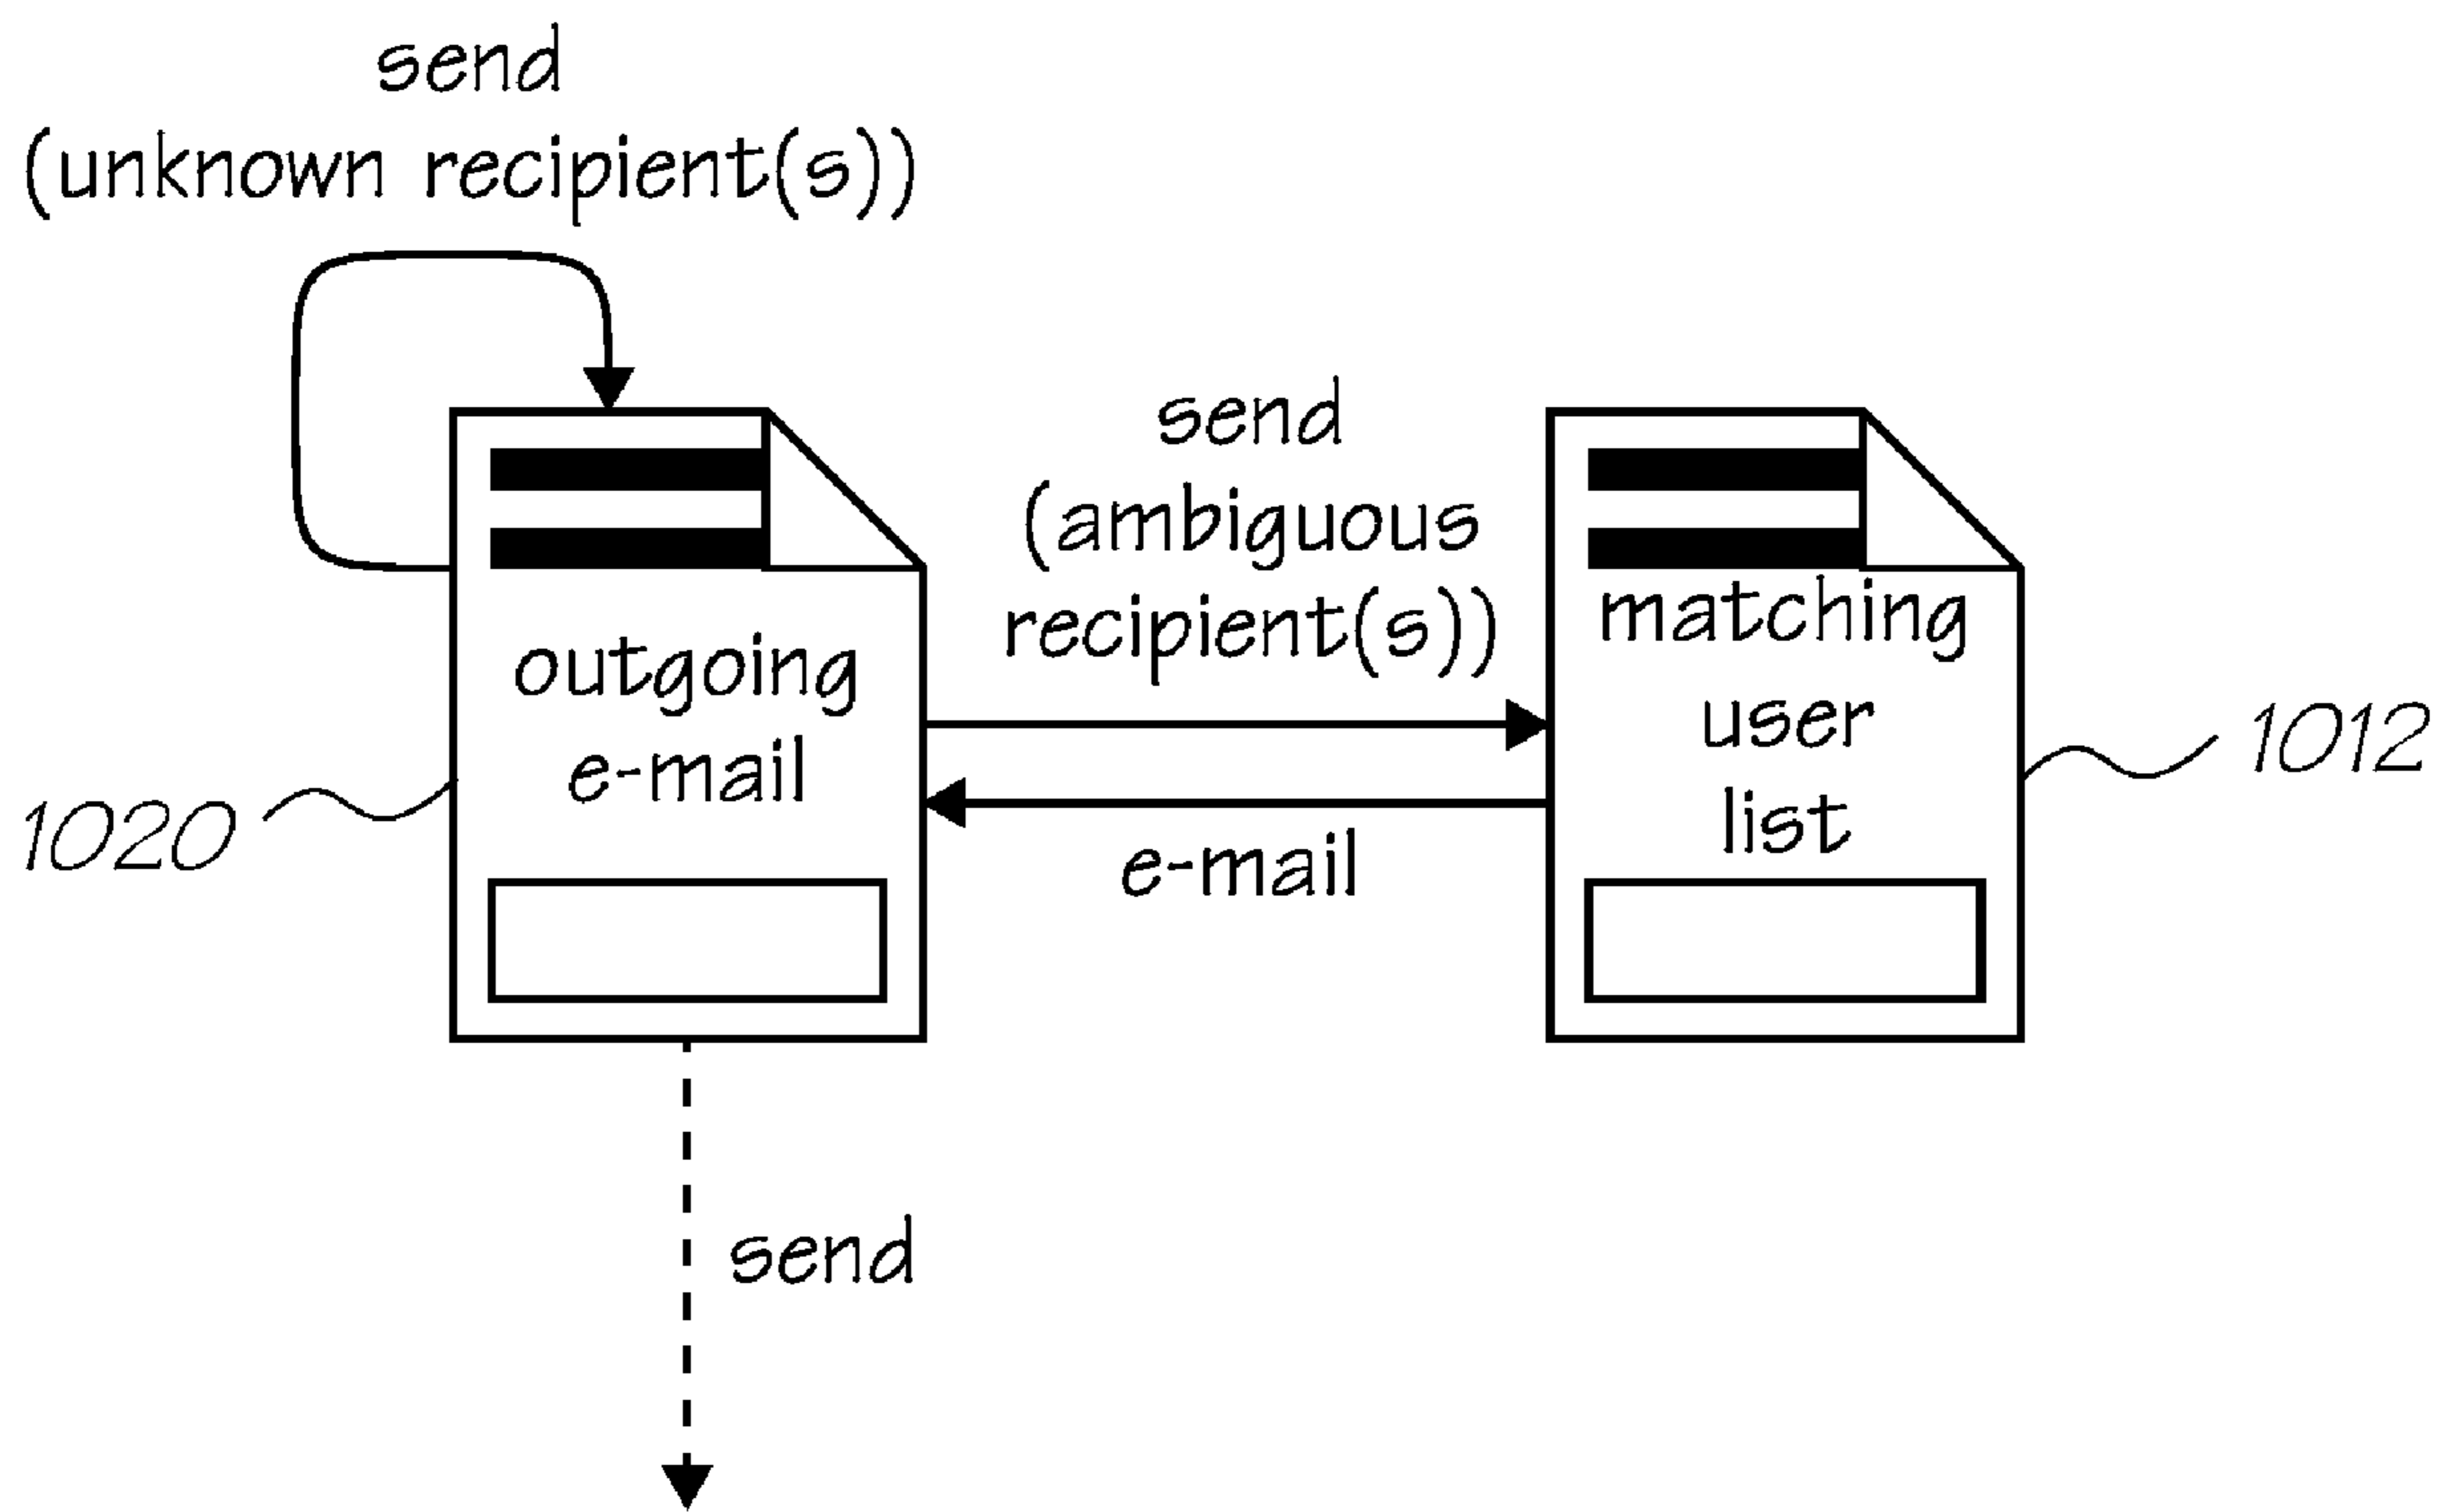 send
(unknown recipient(s))
send
(ambiguous
recipient(s))
outgoing
e-mail
matching
user
list
1012
1020
e-mail
send